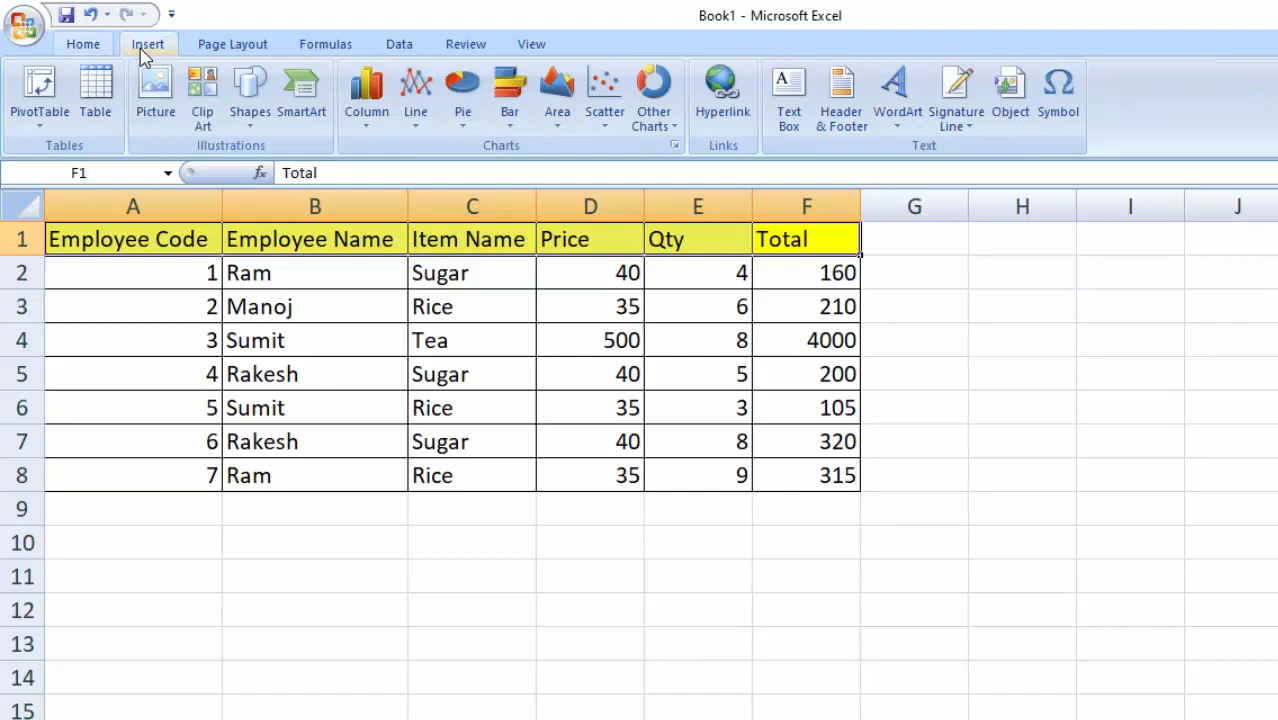 Book1 - Microsoft Excel
Home Insert Page Layout Formulas Data Review View
PivotTable Table Picture Clip Art Shapes SmartArt Column Line Pie Bar Area Scatter Other Charts Hyperlink Text Box Header & Footer WordArt Signature Line Object Symbol
Tables Illustrations Charts Links Text
F1 fx Total
A B C D E F G H I J
1 Employee Code Employee Name Item Name Price Qty Total
2 1 Ram Sugar 40 4 160
3 2 Manoj Rice 35 6 210
4 3 Sumit Tea 500 8 4000
5 4 Rakesh Sugar 40 5 200
6 5 Sumit Rice 35 3 105
7 6 Rakesh Sugar 40 8 320
8 7 Ram Rice 35 9 315
9
10
11
12
13
14
15